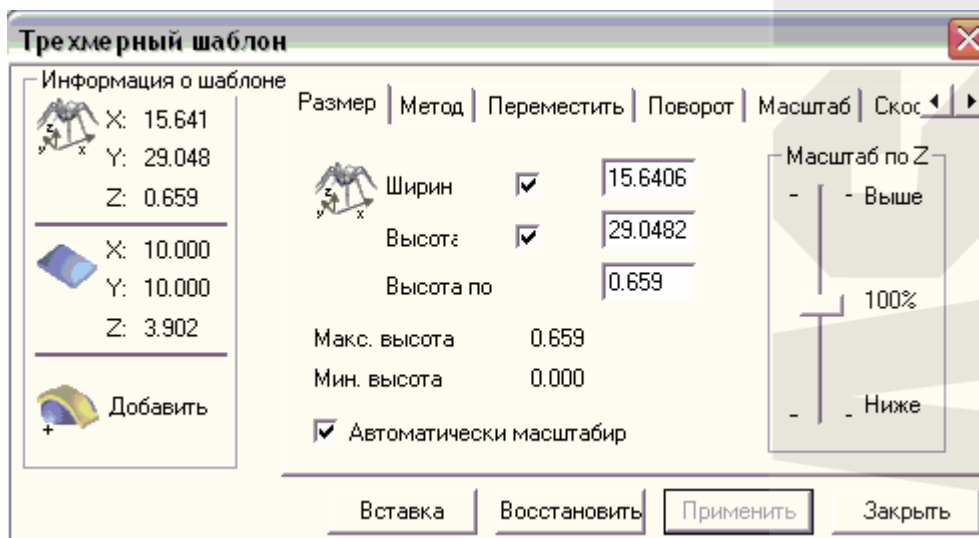 Трехмерный шаблон
Информация о шаблоне
X: 15.641
Y: 29.048
Z: 0.659
X: 10.000
Y: 10.000
Z: 3.902
Добавить
Размер Метод Переместить Поворот Масштаб Скос
z
y x
Ширин 15.6406
Высота 29.0482
Высота по 0.659
Макс. высота 0.659
Мин. высота 0.000
Автоматически масштабир
Масштаб по Z
Выше
100%
Ниже
Вставка Восстановить Применить Закрыть